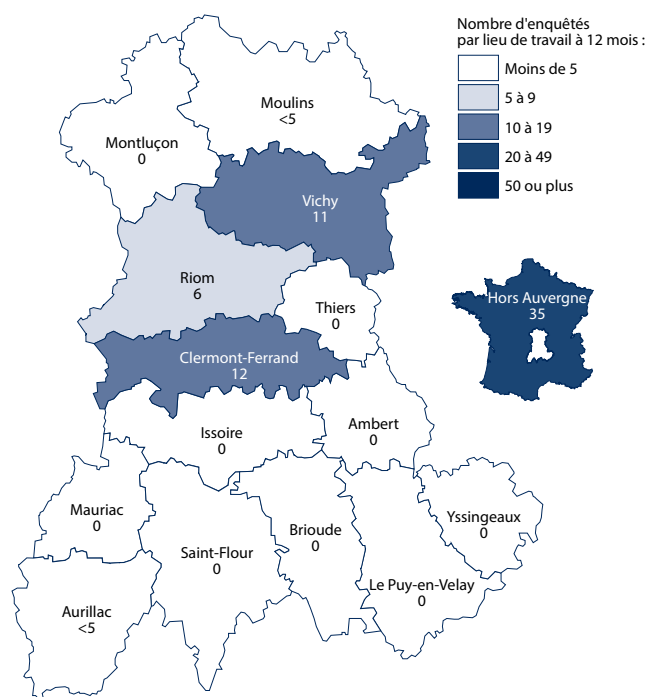 Nombre d'enquêtés
par lieu de travail à 12 mois :
Moins de 5
5 à 9
10 à 19
20 à 49
50 ou plus
Moulins
<5
Montluçon
0
Vichy
11
Riom
6
Thiers
0
Hors Auvergne
35
Clermont-Ferrand
12
Ambert
0
Issoire
0
Mauriac
0
Yssingeaux
0
Brioude
0
Saint-Flour
0
Le Puy-en-Velay
0
Aurillac
<5